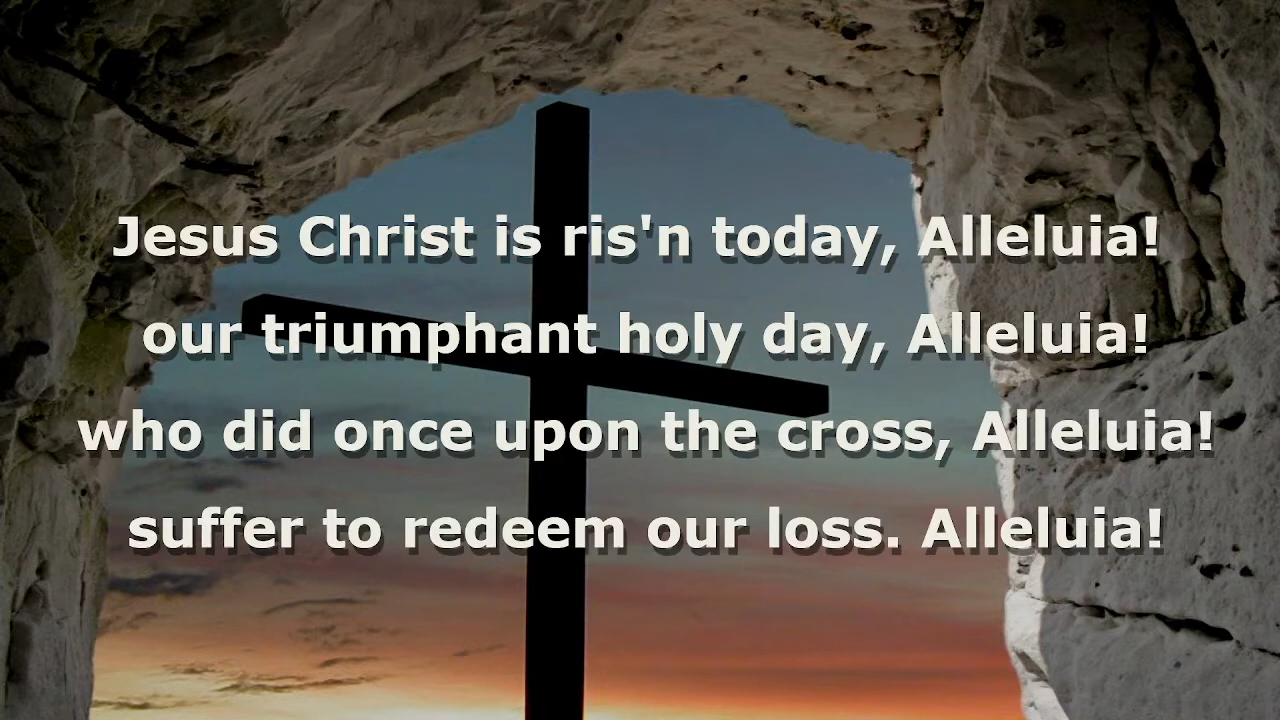 Jesus Christ is ris'n today, Alleluia!
our triumphant holy day, Alleluia!
who did once upon the cross, Alleluia!
suffer to redeem our loss. Alleluia!